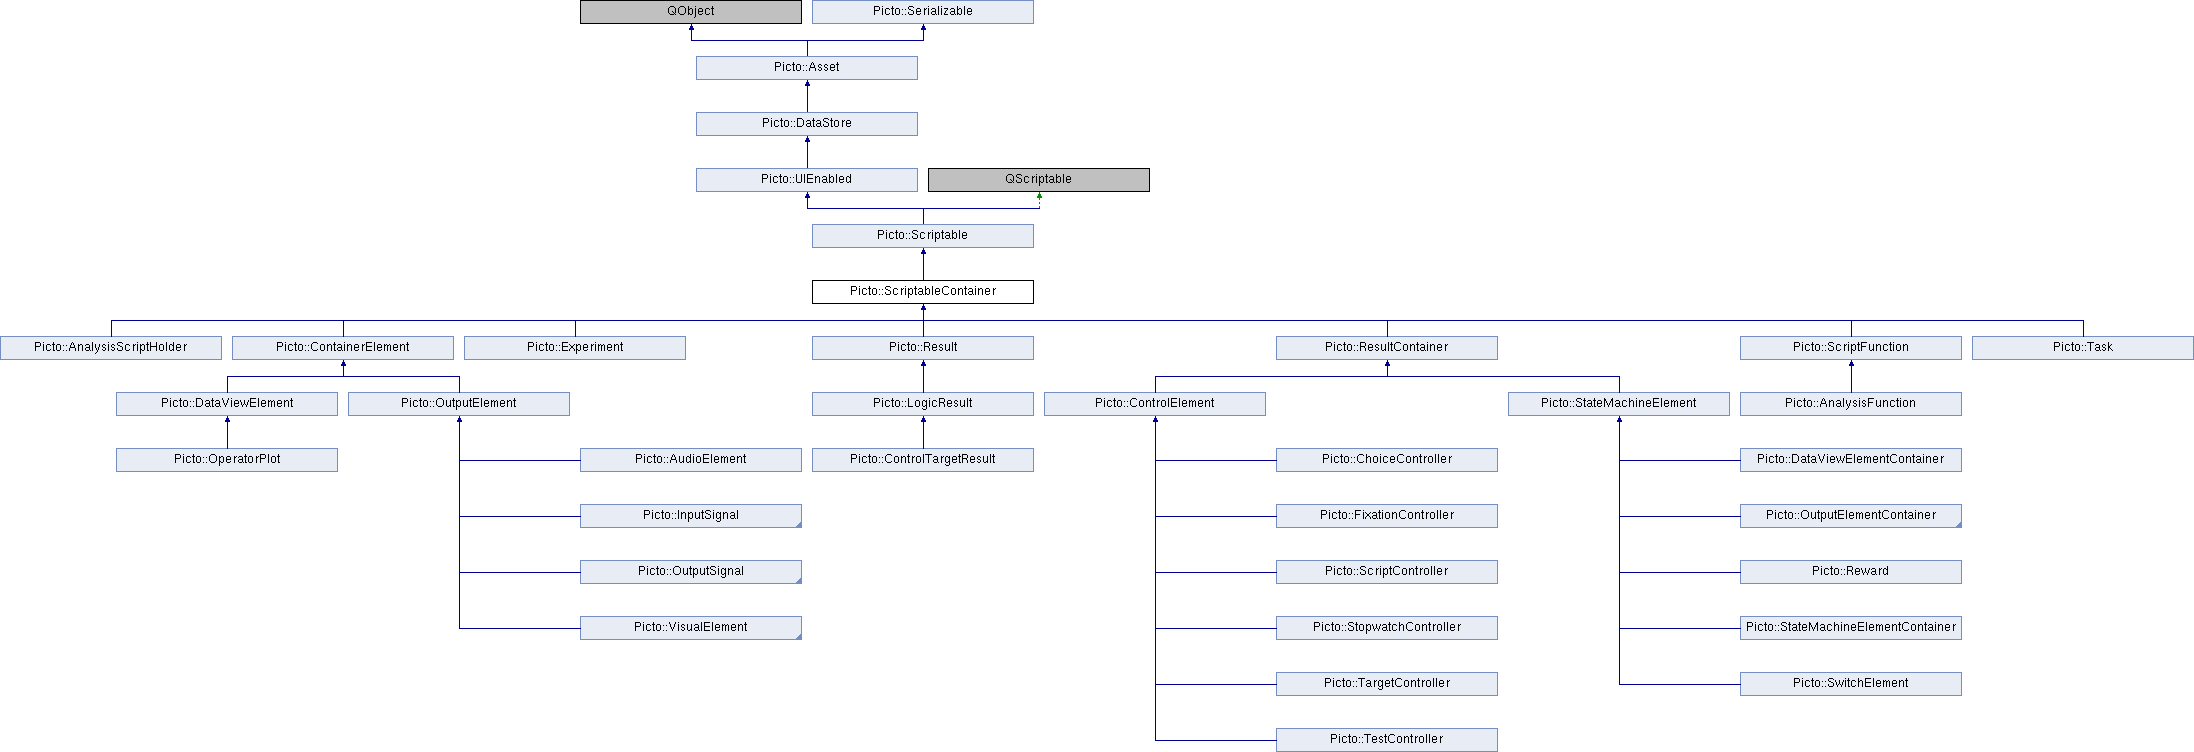 QObject
Picto::Serializable
Picto::Asset
Picto::DataStore
Picto::UIEnabled
QScriptable
Picto::Scriptable
Picto::ScriptableContainer
Picto::AnalysisScriptHolder
Picto::ContainerElement
Picto::Experiment
Picto::Result
Picto::ResultContainer
Picto::ScriptFunction
Picto::Task
Picto::DataViewElement
Picto::OutputElement
Picto::LogicResult
Picto::ControlElement
Picto::StateMachineElement
Picto::AnalysisFunction
Picto::OperatorPlot
Picto::AudioElement
Picto::ControlTargetResult
Picto::ChoiceController
Picto::DataViewElementContainer
Picto::InputSignal
Picto::FixationController
Picto::OutputElementContainer
Picto::OutputSignal
Picto::ScriptController
Picto::Reward
Picto::VisualElement
Picto::StopwatchController
Picto::StateMachineElementContainer
Picto::TargetController
Picto::SwitchElement
Picto::TestController